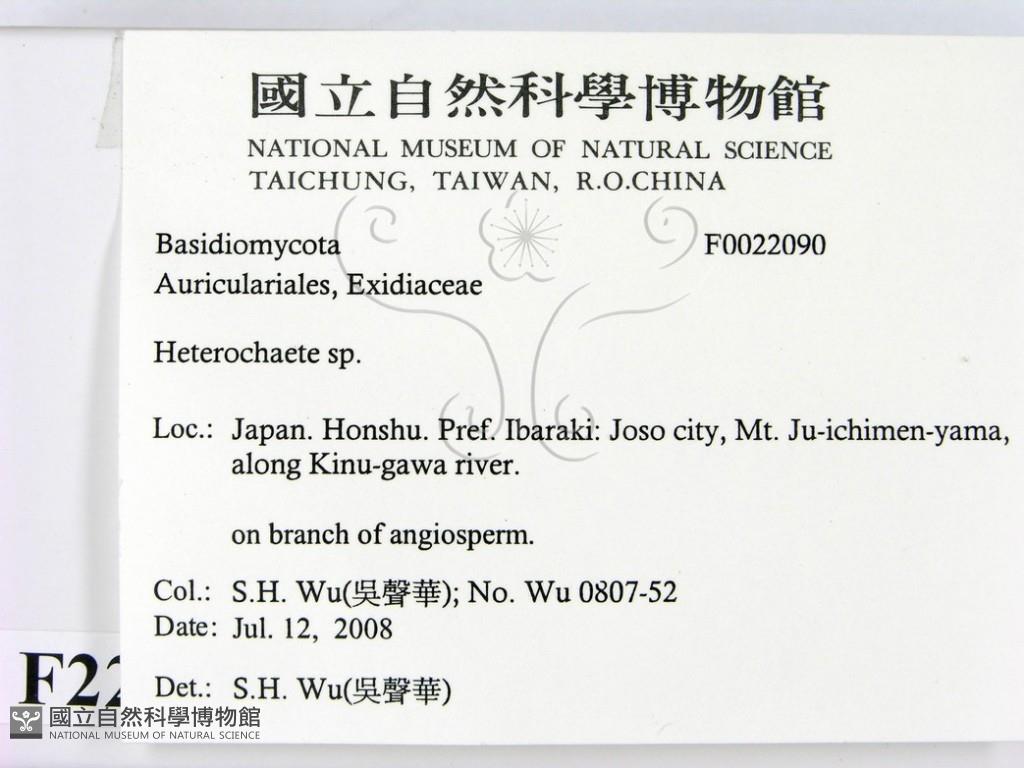 國立自然科學博物館
NATIONAL MUSEUM OF NATURAL SCIENCE
TAICHUNG, TAIWAN, R.O.CHINA
Basidiomycota F0022090
Auriculariales, Exidiaceae
Heterochaete sp.
Loc.: Japan. Honshu. Pref. Ibaraki: Joso city, Mt. Ju-ichimen-yama,
along Kinu-gawa river.
on branch of angiosperm.
Col.: S.H. Wu(吳聲華); No. Wu 0807-52
Date: Jul. 12, 2008
Det.: S.H. Wu(吳聲華)
F22
國立自然科學博物館
NATIONAL MUSEUM OF NATURAL SCIENCE